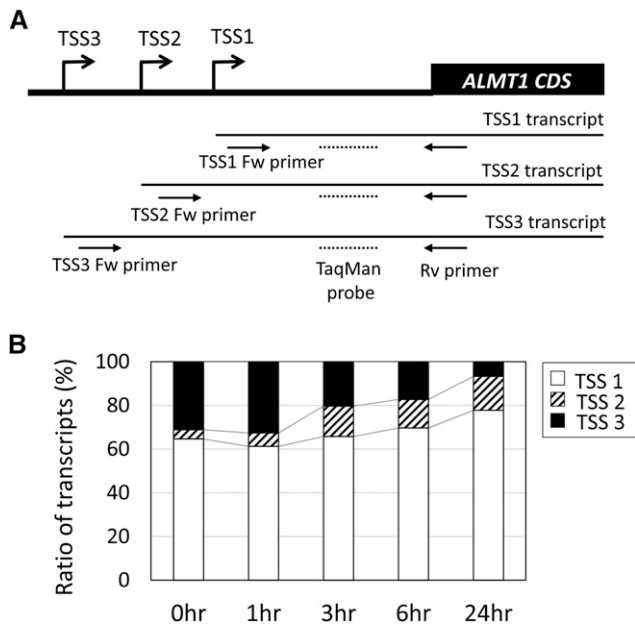 A
TSS3
TSS2
TSS1
ALMT1 CDS
TSS1 transcript
TSS1 Fw primer
TSS2 transcript
TSS2 Fw primer
TSS3 transcript
TSS3 Fw primer
TaqMan
probe
Rv primer
B
Ratio of transcripts (%)
100
80
60
40
20
0
0hr
1hr
3hr
6hr
24hr
TSS 1
TSS 2
TSS 3